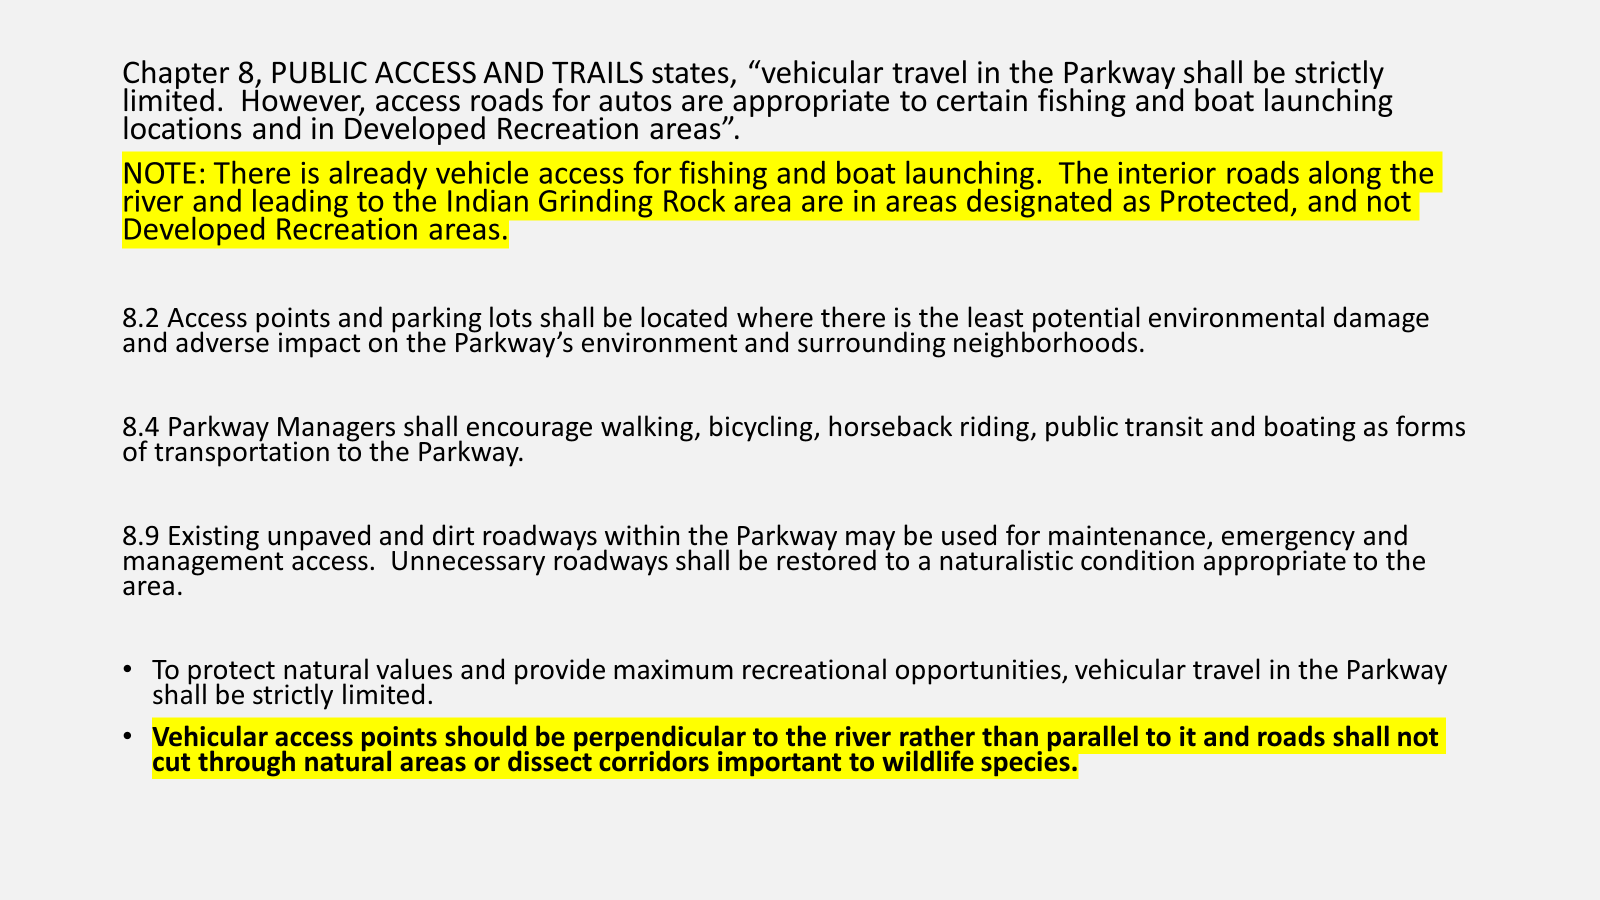 Chapter 8, PUBLIC ACCESS AND TRAILS states, “vehicular travel in the Parkway shall be strictly
limited.  However, access roads for autos are appropriate to certain fishing and boat launching
locations and in Developed Recreation areas”.
NOTE: There is already vehicle access for fishing and boat launching.  The interior roads along the
river and leading to the Indian Grinding Rock area are in areas designated as Protected, and not
Developed Recreation areas.
8.2 Access points and parking lots shall be located where there is the least potential environmental damage
and adverse impact on the Parkway’s environment and surrounding neighborhoods.
8.4 Parkway Managers shall encourage walking, bicycling, horseback riding, public transit and boating as forms
of transportation to the Parkway.
8.9 Existing unpaved and dirt roadways within the Parkway may be used for maintenance, emergency and
management access.  Unnecessary roadways shall be restored to a naturalistic condition appropriate to the
area.
• To protect natural values and provide maximum recreational opportunities, vehicular travel in the Parkway
shall be strictly limited.
• Vehicular access points should be perpendicular to the river rather than parallel to it and roads shall not
cut through natural areas or dissect corridors important to wildlife species.